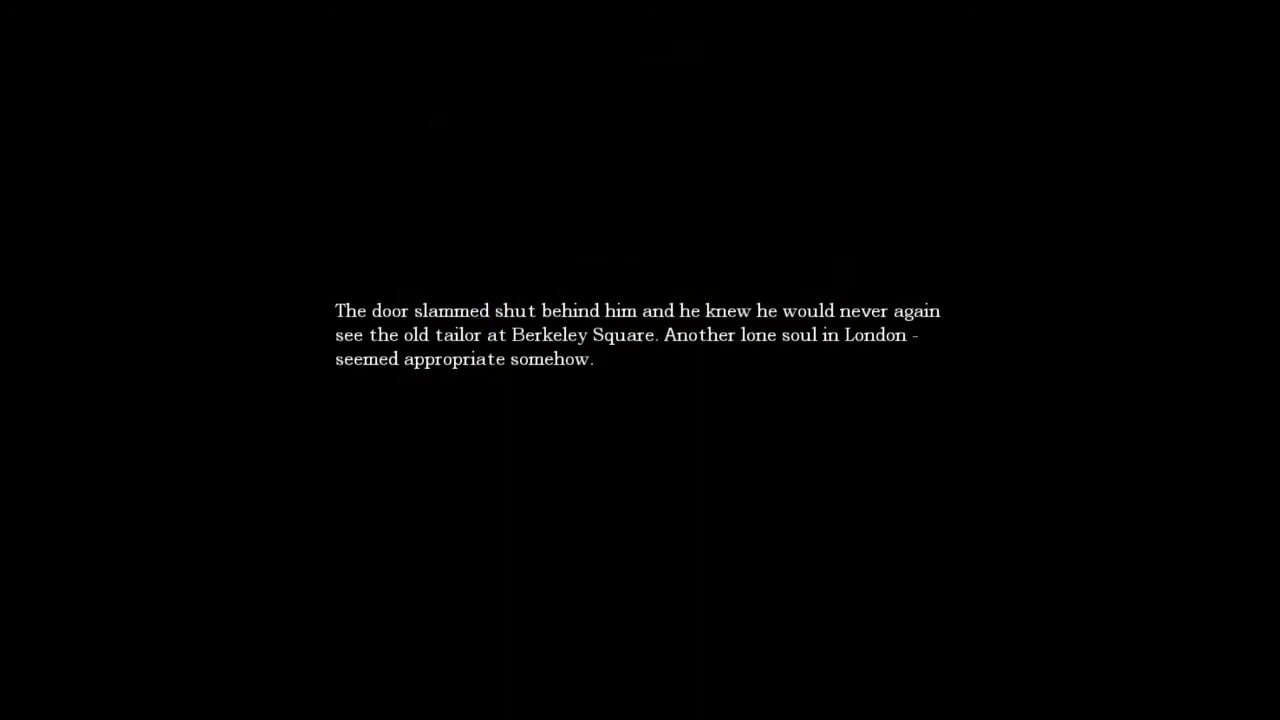 The door slammed shut behind him and he knew he would never again
see the old tailor at Berkeley Square. Another lone soul in London -
seemed appropriate somehow.